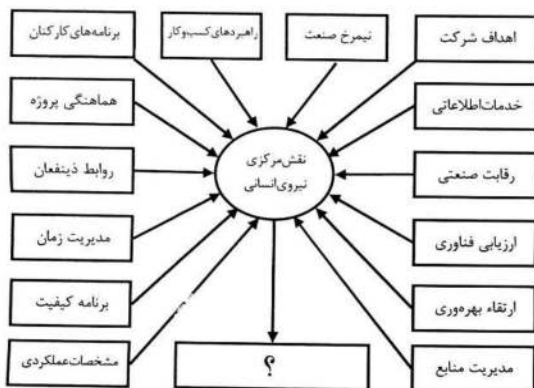 اهداف شرکت
نیمرخ صنعت
راهبردهای کسب‌وکار
برنامه‌های کارکنان
خدمات اطلاعاتی
هماهنگی پروژه
نقش مرکزی
نیروی انسانی
رقابت صنعتی
روابط ذینفعان
ارزیابی فناوری
مدیریت زمان
ارتقاء بهره‌وری
برنامه کیفیت
مدیریت منابع
؟
مشخصات عملکردی